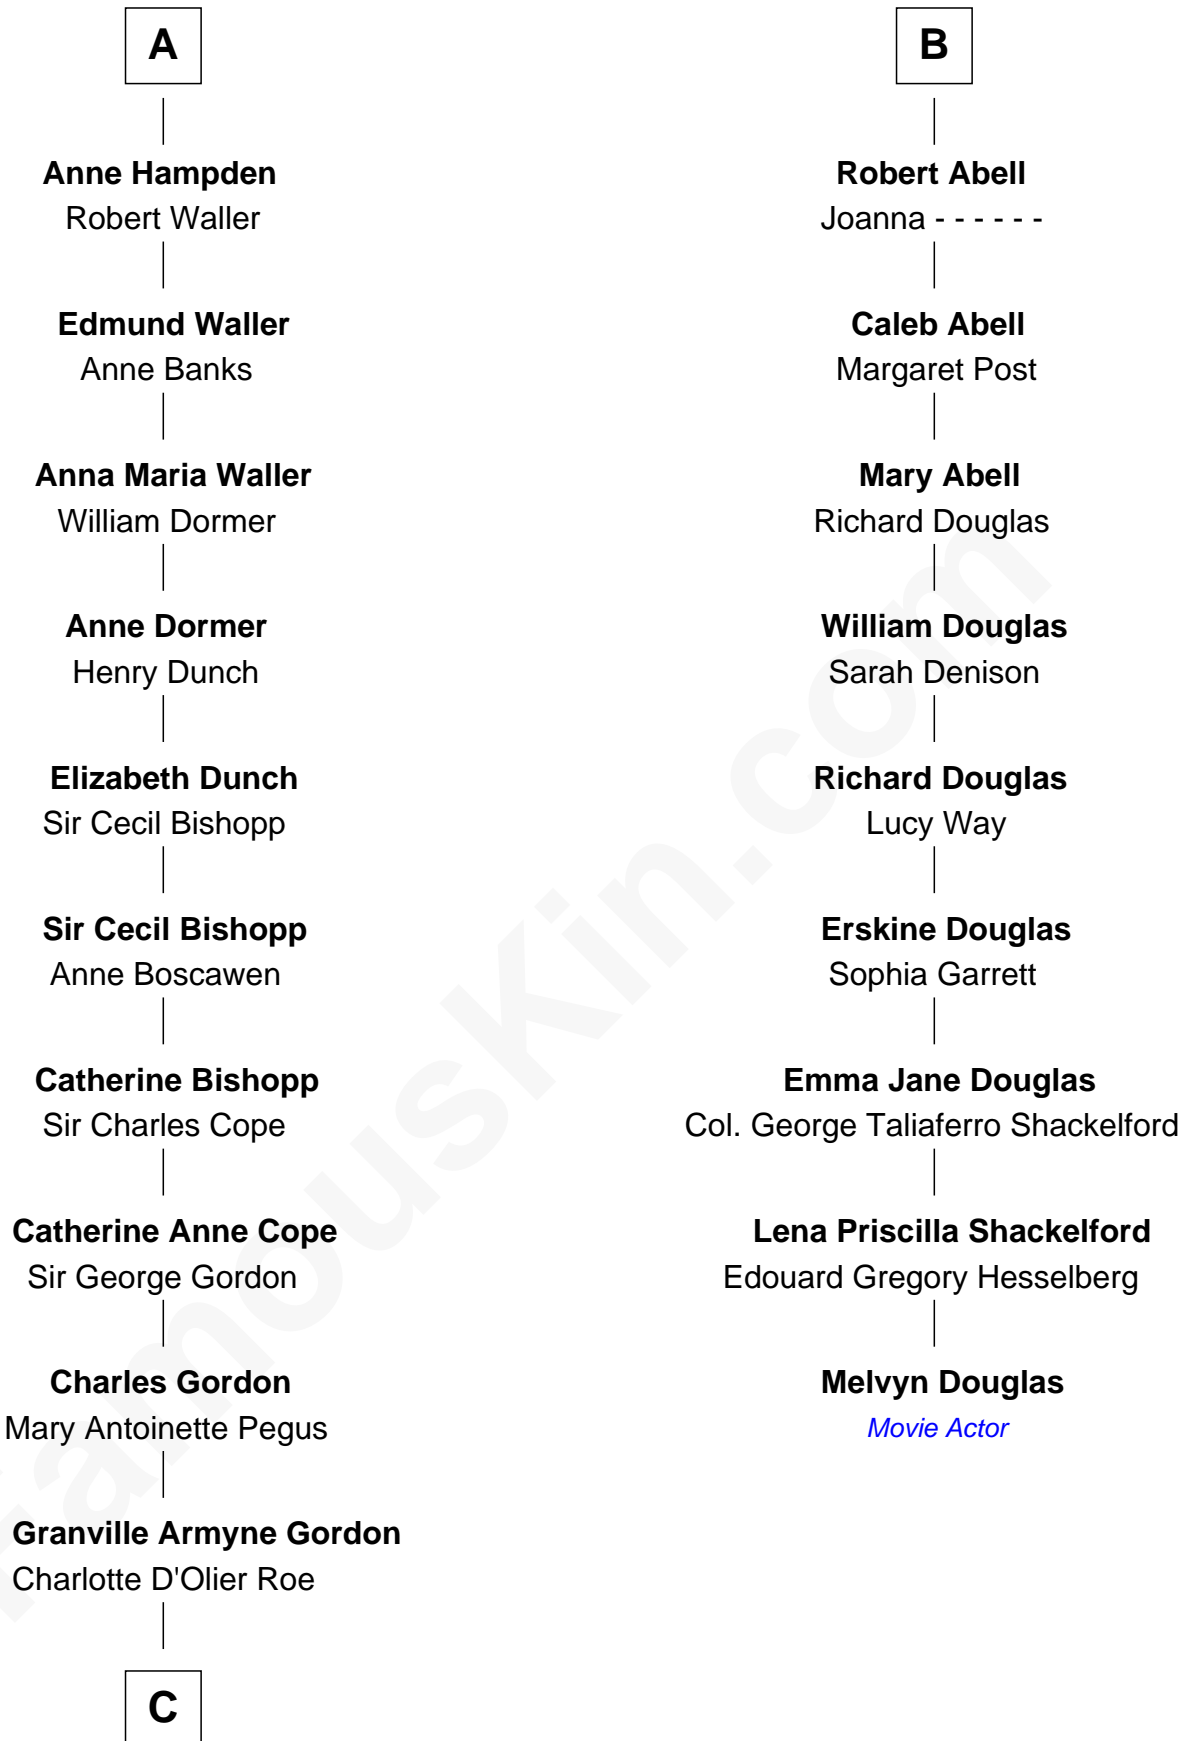 A
Anne Hampden
Robert Waller
Edmund Waller
Anne Banks
Anna Maria Waller
William Dormer
Anne Dormer
Henry Dunch
Elizabeth Dunch
Sir Cecil Bishopp
Sir Cecil Bishopp
Anne Boscawen
Catherine Bishopp
Sir Charles Cope
Catherine Anne Cope
Sir George Gordon
Charles Gordon
Mary Antoinette Pegus
Granville Armyne Gordon
Charlotte D'Olier Roe
C
B
Robert Abell
Joanna - - - - - -
Caleb Abell
Margaret Post
Mary Abell
Richard Douglas
William Douglas
Sarah Denison
Richard Douglas
Lucy Way
Erskine Douglas
Sophia Garrett
Emma Jane Douglas
Col. George Taliaferro Shackelford
Lena Priscilla Shackelford
Edouard Gregory Hesselberg
Melvyn Douglas
Movie Actor
FamousKin.com